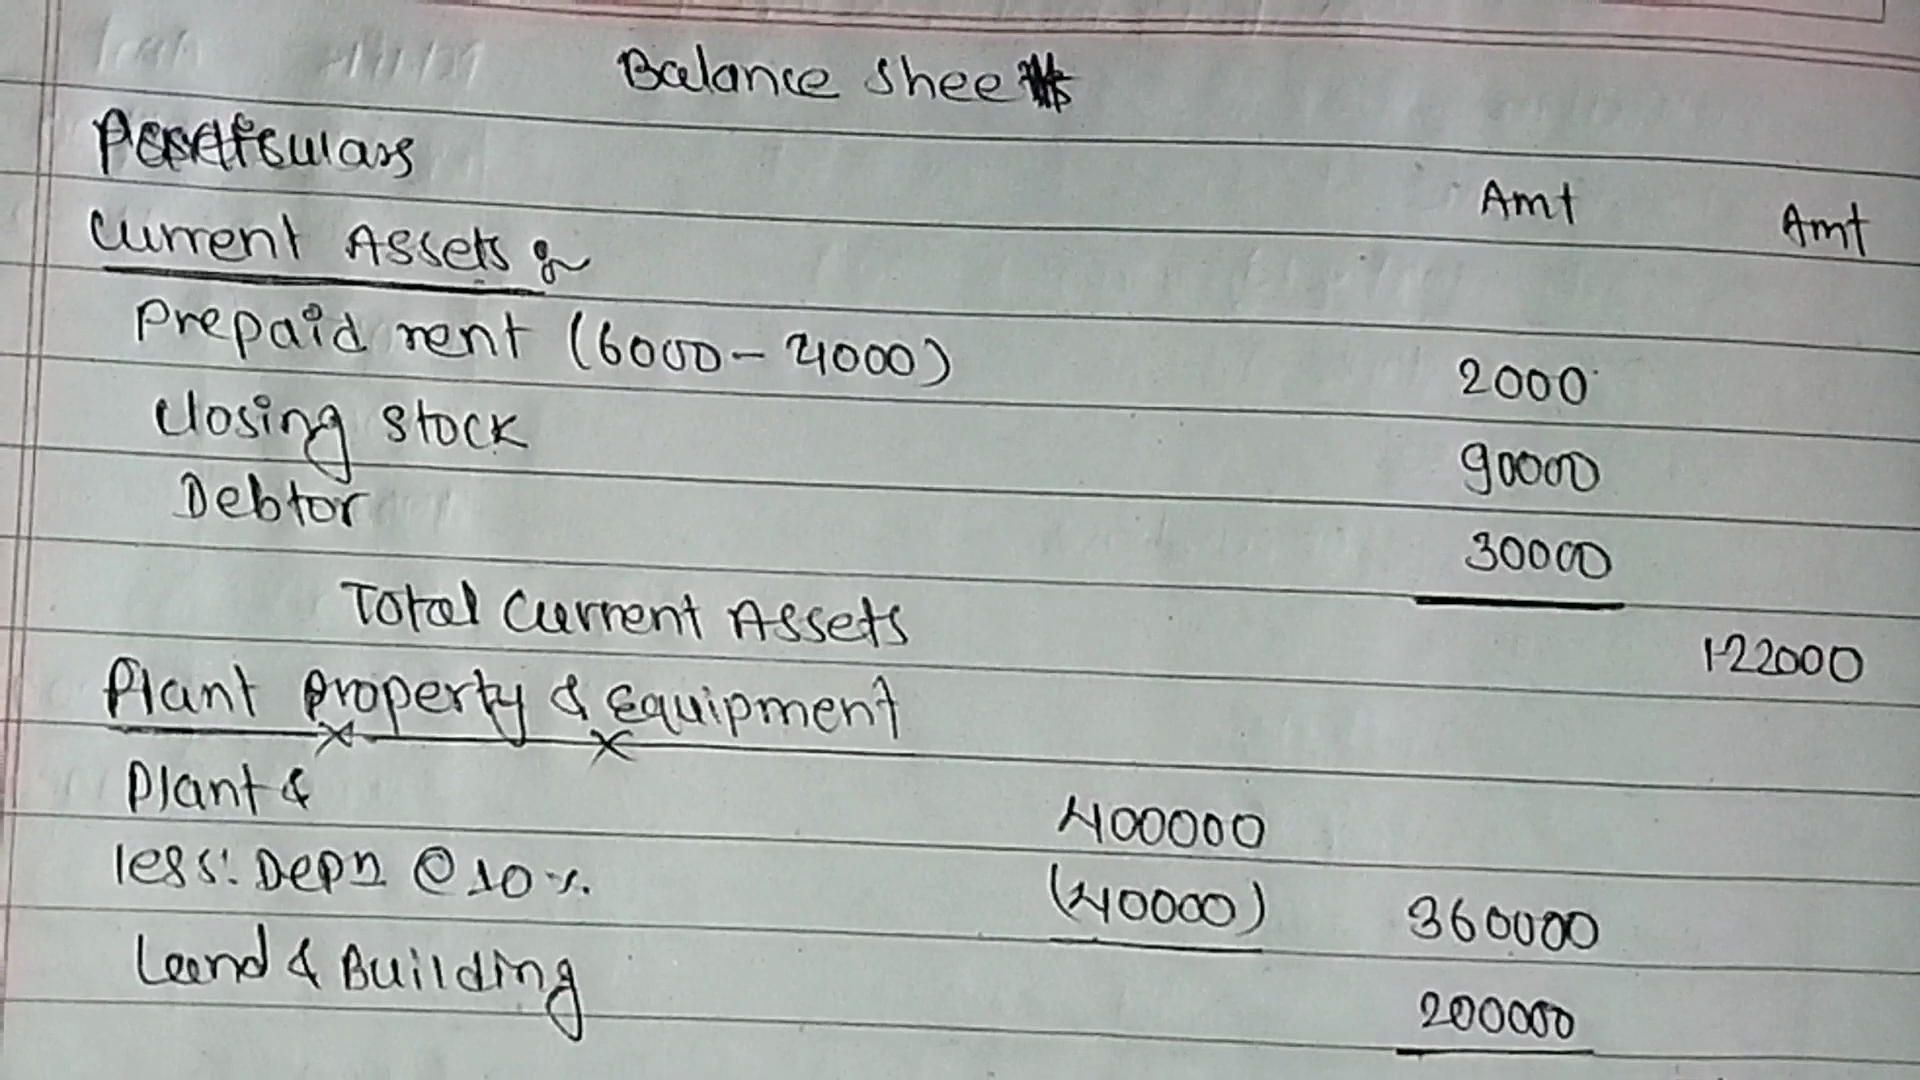 Balance Sheet
Particulars Amt Amt
Current Assets :-
Prepaid rent (6000 - 4000) 2000
Closing Stock 90000
Debtor 30000
Total Current Assets 122000
Plant Property & Equipment
Plant & 400000
less: Depn @ 10 %. (40000) 360000
Land & Building 200000